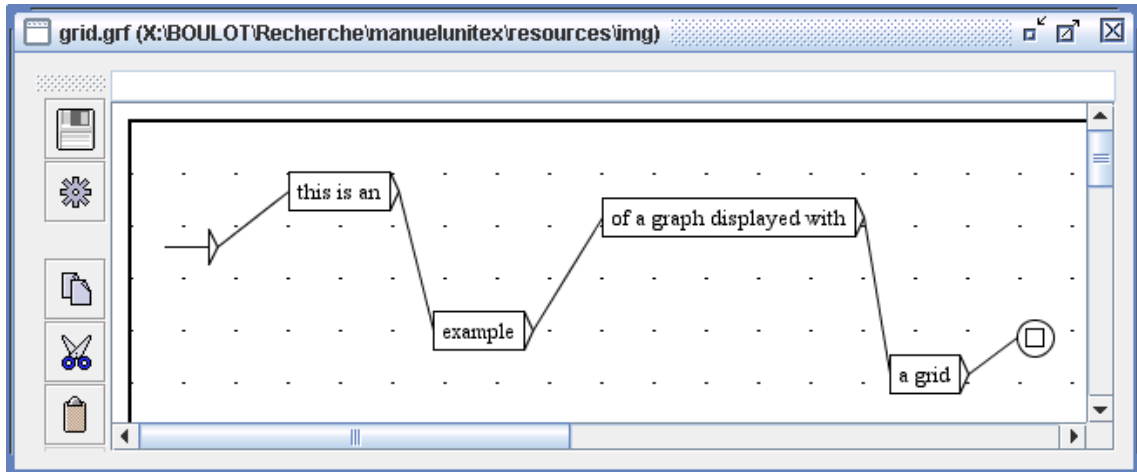 grid.grf (X:\BOULOT\Recherche\manuelunitex\resources\img)
this is an
of a graph displayed with
example
a grid